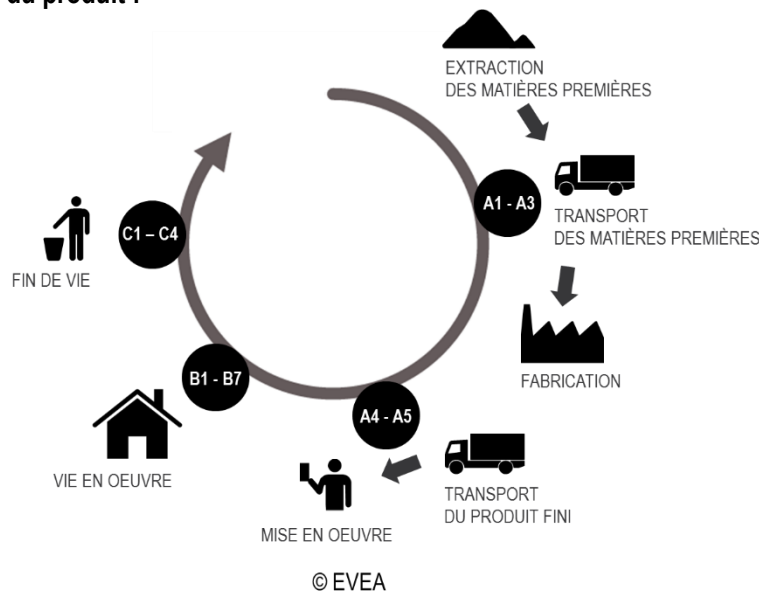 du produit :
EXTRACTION
DES MATIÈRES PREMIÈRES
A1 - A3
TRANSPORT
DES MATIÈRES PREMIÈRES
FABRICATION
A4 - A5
TRANSPORT
DU PRODUIT FINI
MISE EN OEUVRE
B1 - B7
VIE EN OEUVRE
C1 – C4
FIN DE VIE
© EVEA